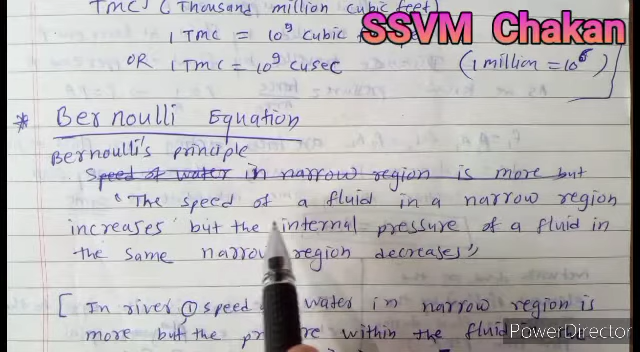 TMC) (Thousand million cubic feet)
SSVM Chakan
1 TMC = 10⁹ cubic
OR 1 TMC = 10⁹ cusec (1 million = 10⁶)
* Bernoulli Equation
Bernoulli's principle
Speed of water in narrow region is more but
"The speed of a fluid in a narrow region
increases but the internal pressure of a fluid in
the same narrow region decreases"
[ In river ① speed water in narrow region is
more but the within the fluid
PowerDirector